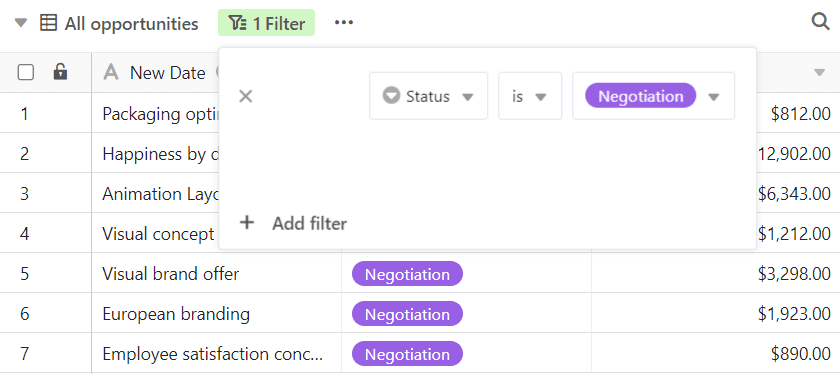 All opportunities 1 Filter
New Date
Status is Negotiation
Add filter
1 Packaging $812.00
2 Happiness by 12,902.00
3 Animation $6,343.00
4 Visual concept $1,212.00
5 Visual brand offer Negotiation $3,298.00
6 European branding Negotiation $1,923.00
7 Employee satisfaction conc... Negotiation $890.00